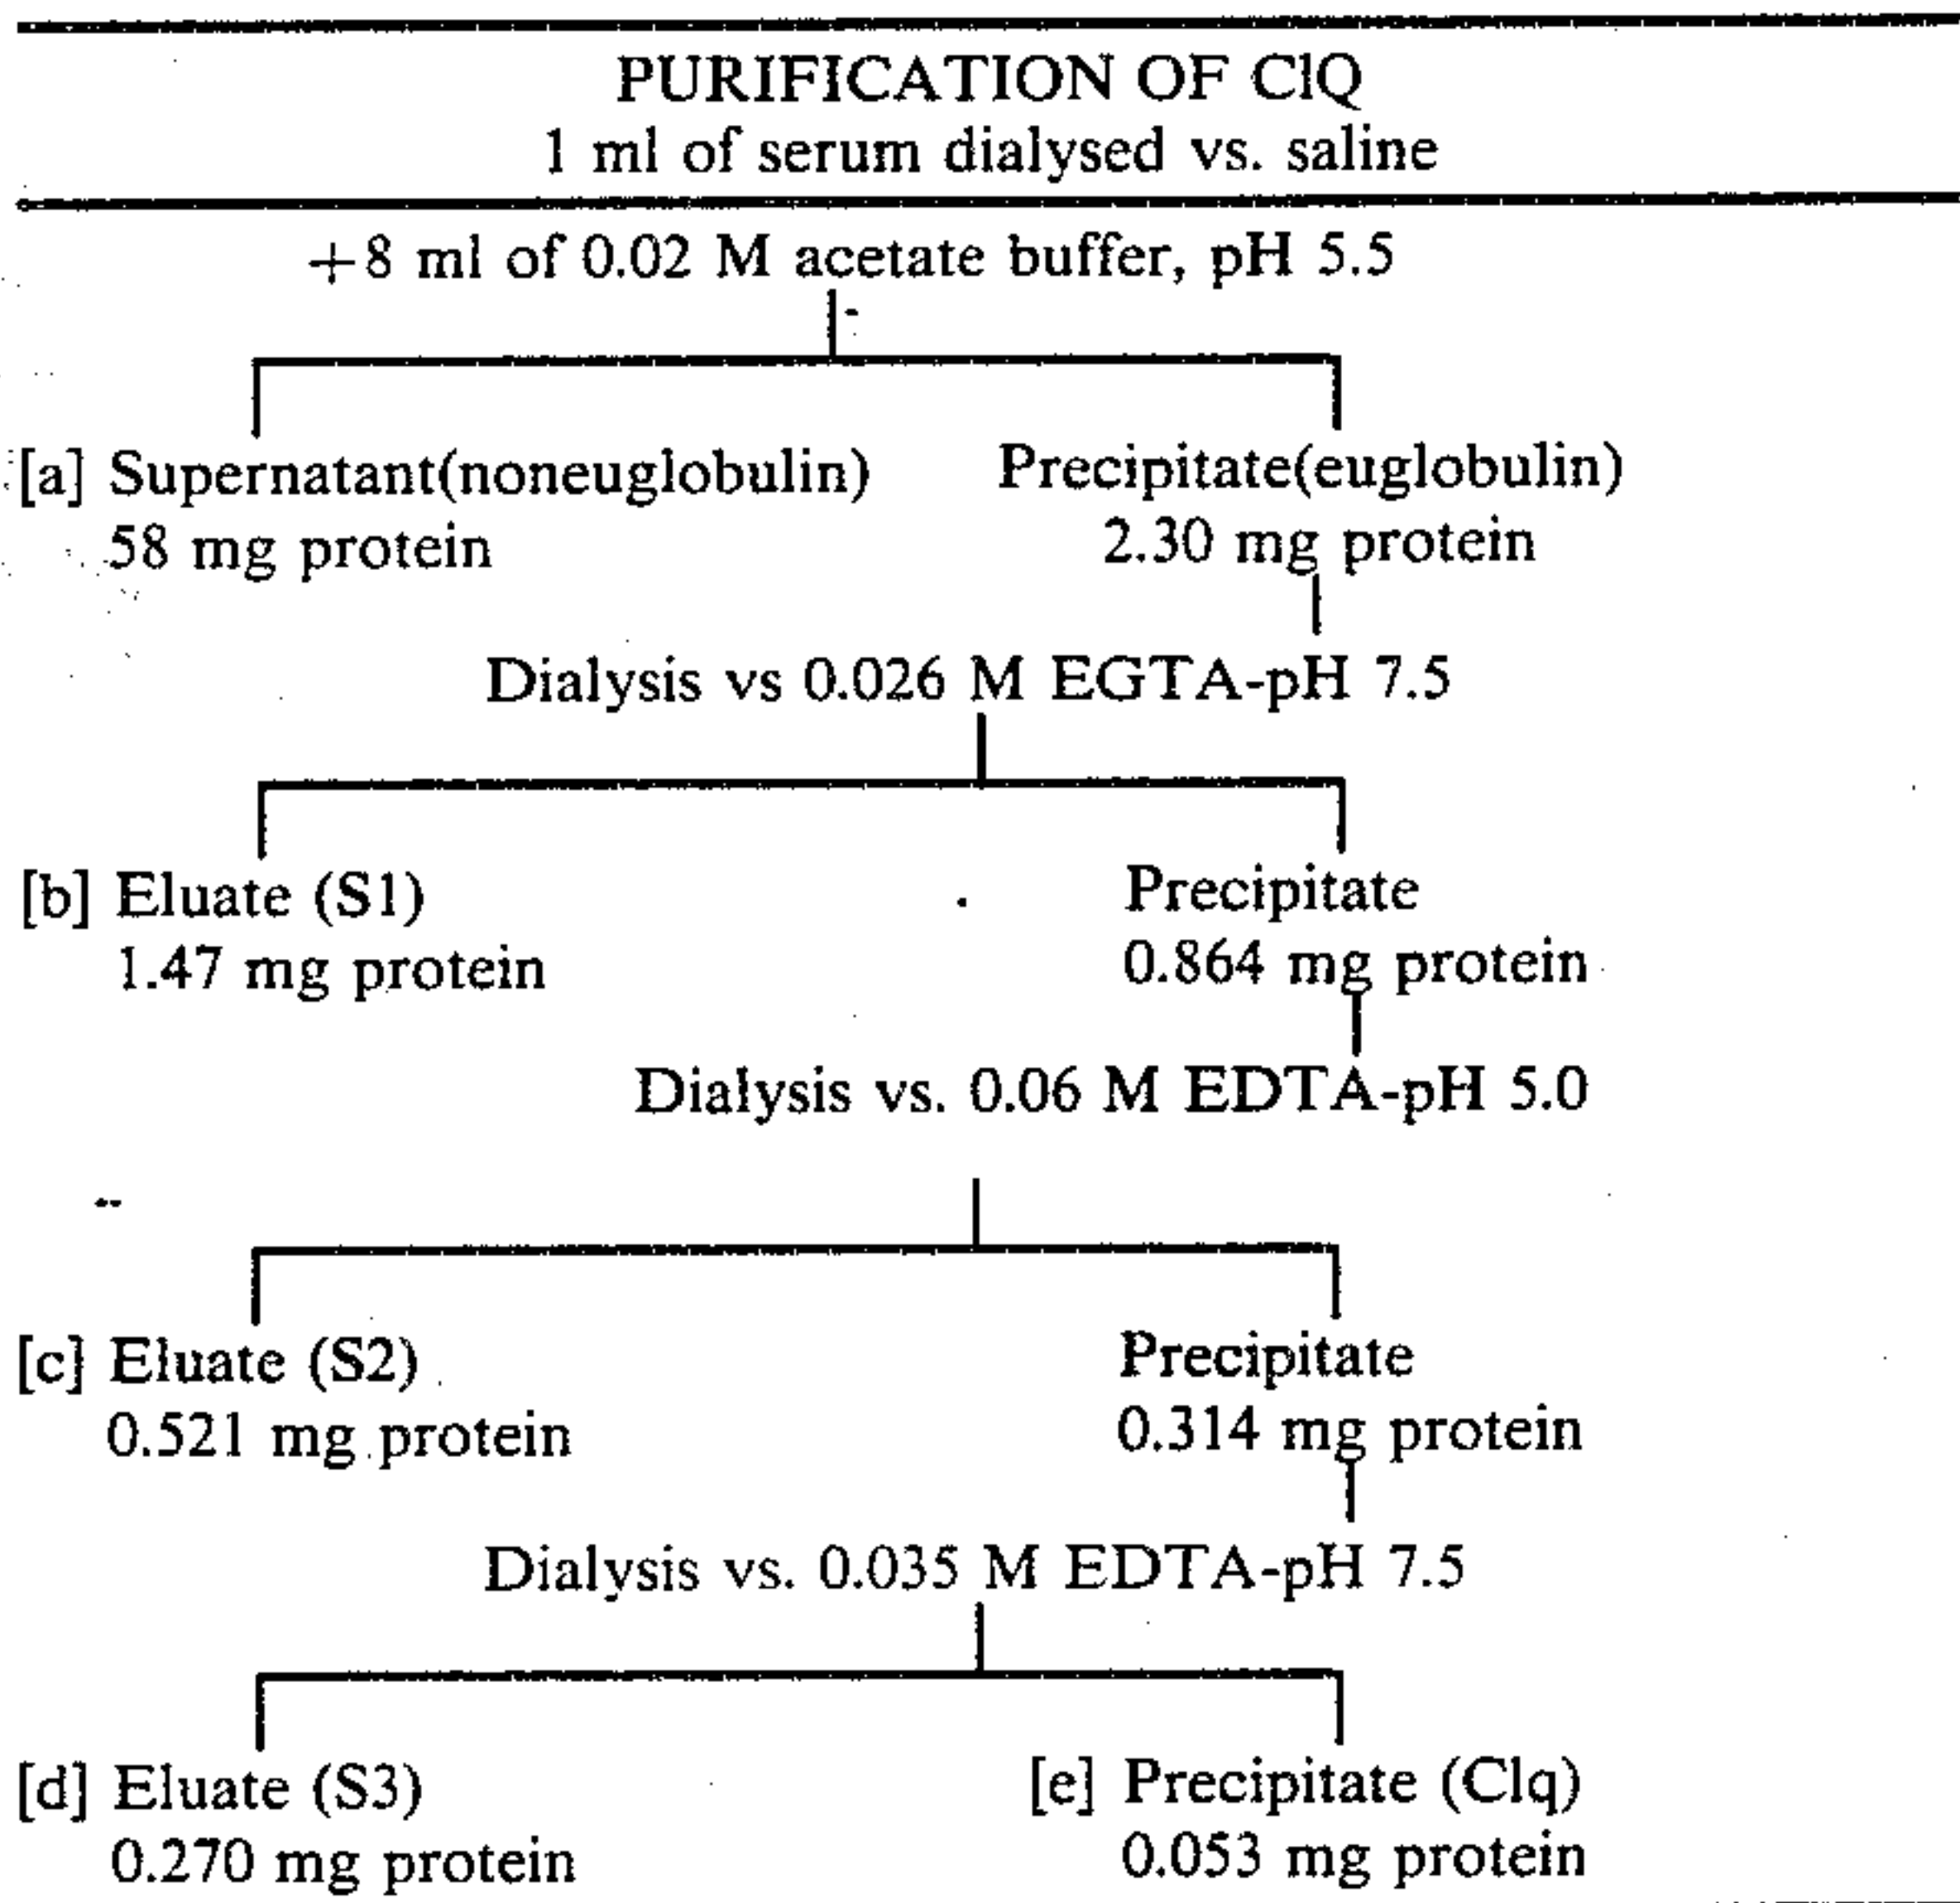 PURIFICATION OF ClQ
1 ml of serum dialysed vs. saline
+8 ml of 0.02 M acetate buffer, pH 5.5
[a] Supernatant(noneuglobulin)
58 mg protein
Precipitate(euglobulin)
2.30 mg protein
Dialysis vs 0.026 M EGTA-pH 7.5
[b] Eluate (S1)
1.47 mg protein
Precipitate
0.864 mg protein
Dialysis vs. 0.06 M EDTA-pH 5.0
[c] Eluate (S2)
0.521 mg protein
Precipitate
0.314 mg protein
Dialysis vs. 0.035 M EDTA-pH 7.5
[d] Eluate (S3)
0.270 mg protein
[e] Precipitate (Clq)
0.053 mg protein